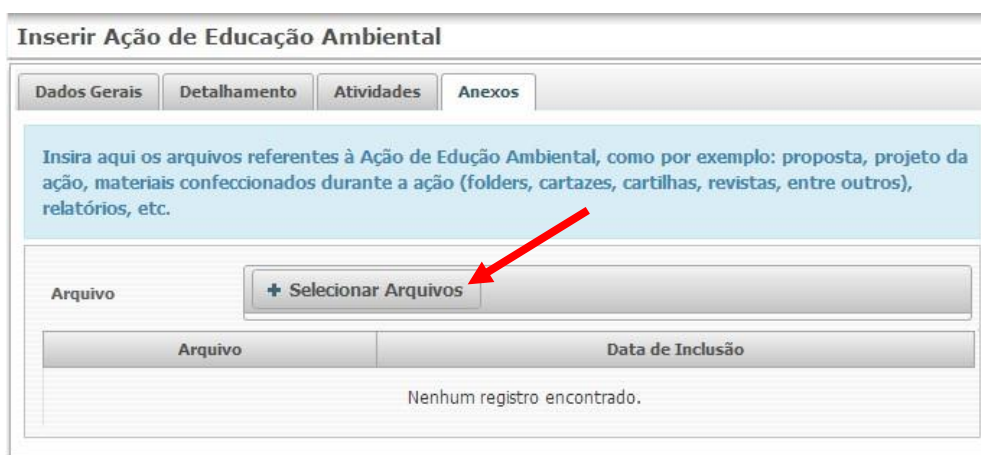 Inserir Ação de Educação Ambiental
Dados Gerais Detalhamento Atividades Anexos
Insira aqui os arquivos referentes à Ação de Edução Ambiental, como por exemplo: proposta, projeto da
ação, materiais confeccionados durante a ação (folders, cartazes, cartilhas, revistas, entre outros),
relatórios, etc.
Arquivo + Selecionar Arquivos
Arquivo Data de Inclusão
Nenhum registro encontrado.